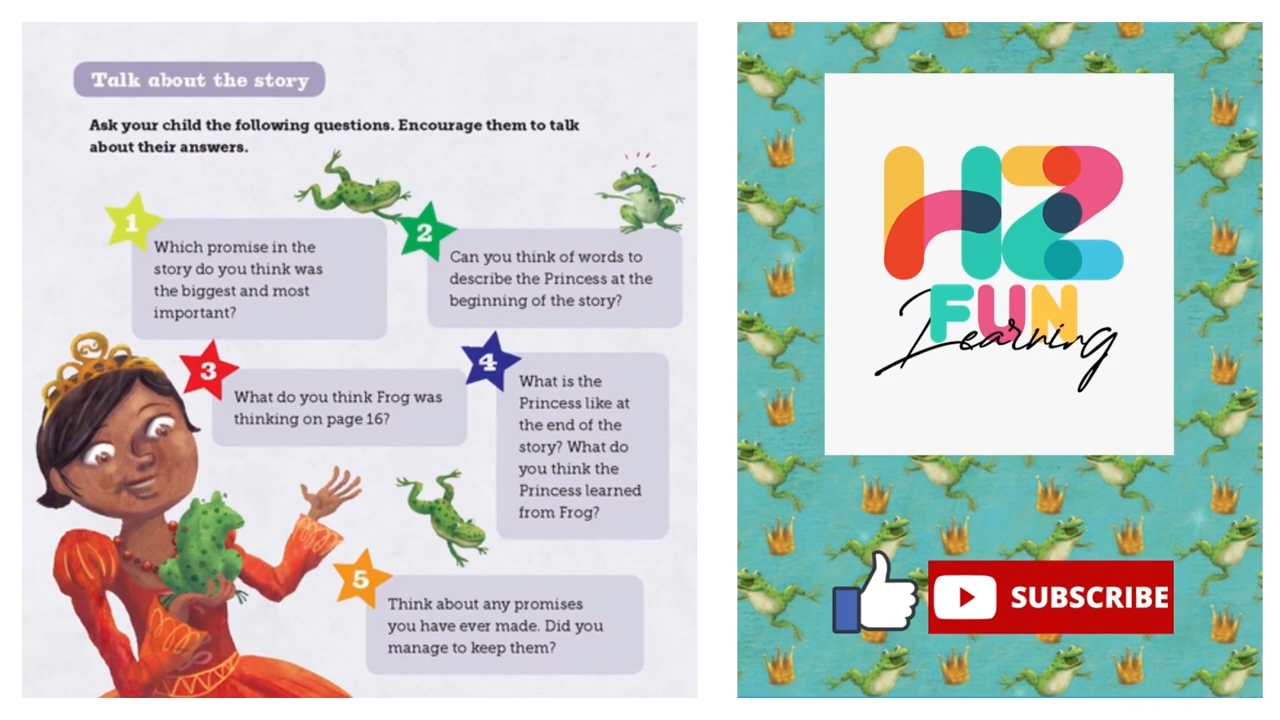 Talk about the story
Ask your child the following questions. Encourage them to talk
about their answers.
1
Which promise in the
story do you think was
the biggest and most
important?
2
Can you think of words to
describe the Princess at the
beginning of the story?
3
What do you think Frog was
thinking on page 16?
4
What is the
Princess like at
the end of the
story? What do
you think the
Princess learned
from Frog?
5
Think about any promises
you have ever made. Did you
manage to keep them?
HZ
FUN
Learning
SUBSCRIBE